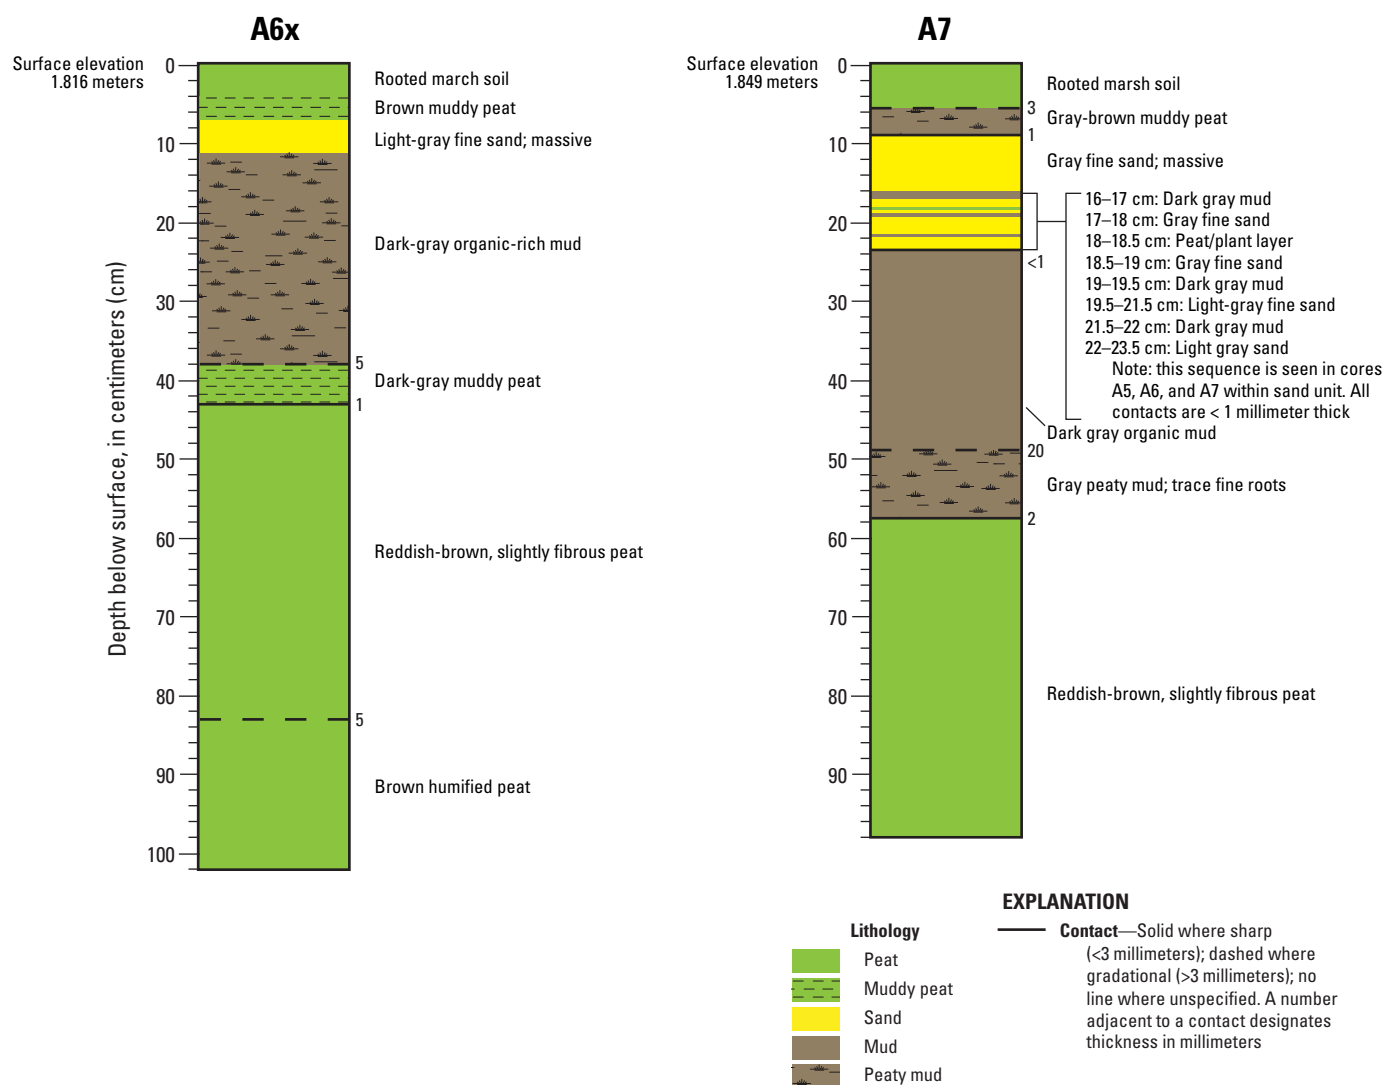 A6x
Surface elevation
1.816 meters
Depth below surface, in centimeters (cm)
0
10
20
30
40
50
60
70
80
90
100
Rooted march soil
Brown muddy peat
Light-gray fine sand; massive
Dark-gray organic-rich mud
5
Dark-gray muddy peat
1
Reddish-brown, slightly fibrous peat
5
Brown humified peat
A7
Surface elevation
1.849 meters
0
10
20
30
40
50
60
70
80
90
Rooted marsh soil
3
Gray-brown muddy peat
1
Gray fine sand; massive
16–17 cm: Dark gray mud
17–18 cm: Gray fine sand
18–18.5 cm: Peat/plant layer
18.5–19 cm: Gray fine sand
19–19.5 cm: Dark gray mud
19.5–21.5 cm: Light-gray fine sand
21.5–22 cm: Dark gray mud
22–23.5 cm: Light gray sand
Note: this sequence is seen in cores
A5, A6, and A7 within sand unit. All
contacts are < 1 millimeter thick
<1
Dark gray organic mud
20
Gray peaty mud; trace fine roots
2
Reddish-brown, slightly fibrous peat
EXPLANATION
Lithology
Peat
Muddy peat
Sand
Mud
Peaty mud
Contact—Solid where sharp
(<3 millimeters); dashed where
gradational (>3 millimeters); no
line where unspecified. A number
adjacent to a contact designates
thickness in millimeters